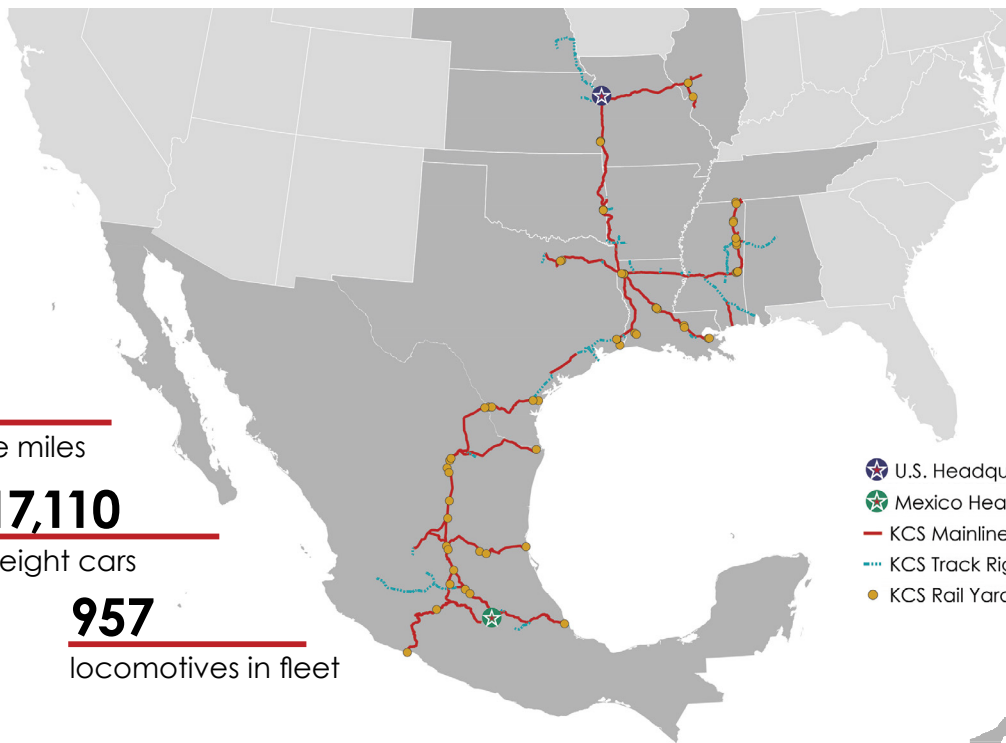 e miles
17,110
eight cars
957
locomotives in fleet
U.S. Headqu
Mexico Hea
KCS Mainline
KCS Track Rig
KCS Rail Yard